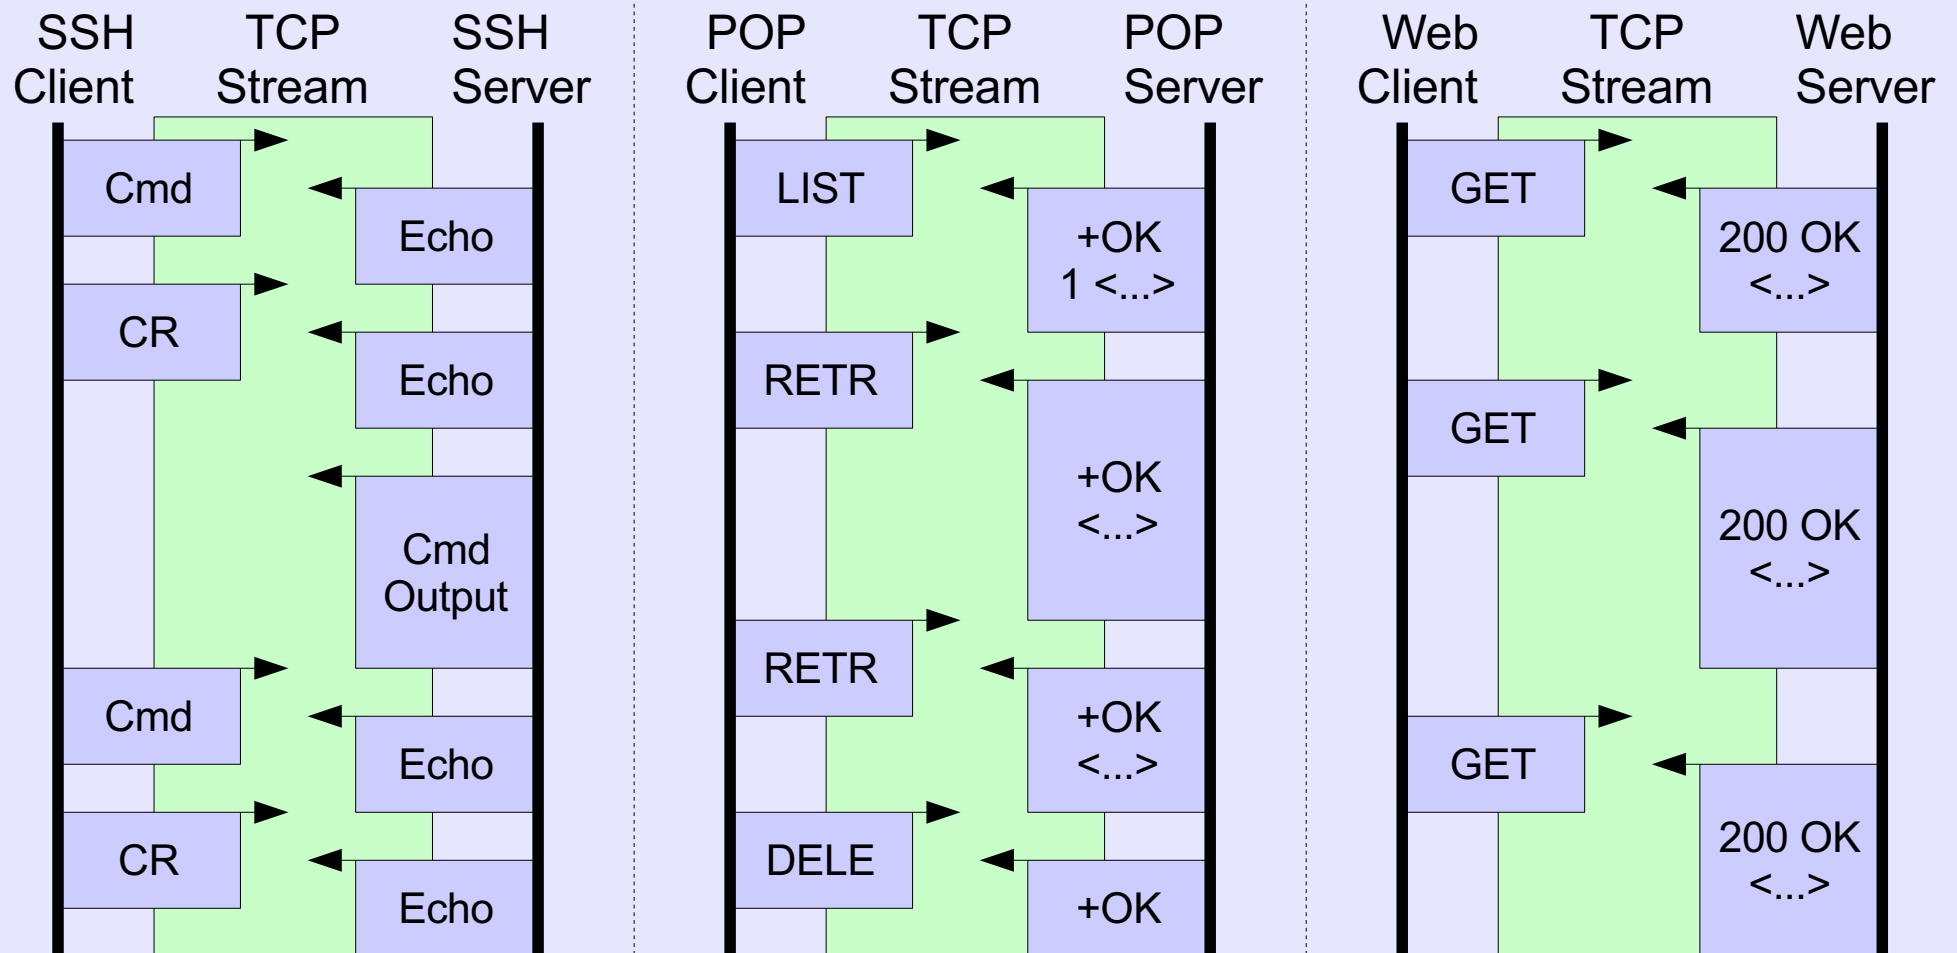 SSH
Client
TCP
Stream
SSH
Server
Cmd
Echo
CR
Echo
Cmd
Output
Cmd
Echo
CR
Echo
POP
Client
TCP
Stream
POP
Server
LIST
+OK
1 <...>
RETR
+OK
<...>
RETR
+OK
<...>
DELE
+OK
Web
Client
TCP
Stream
Web
Server
GET
200 OK
<...>
GET
200 OK
<...>
GET
200 OK
<...>